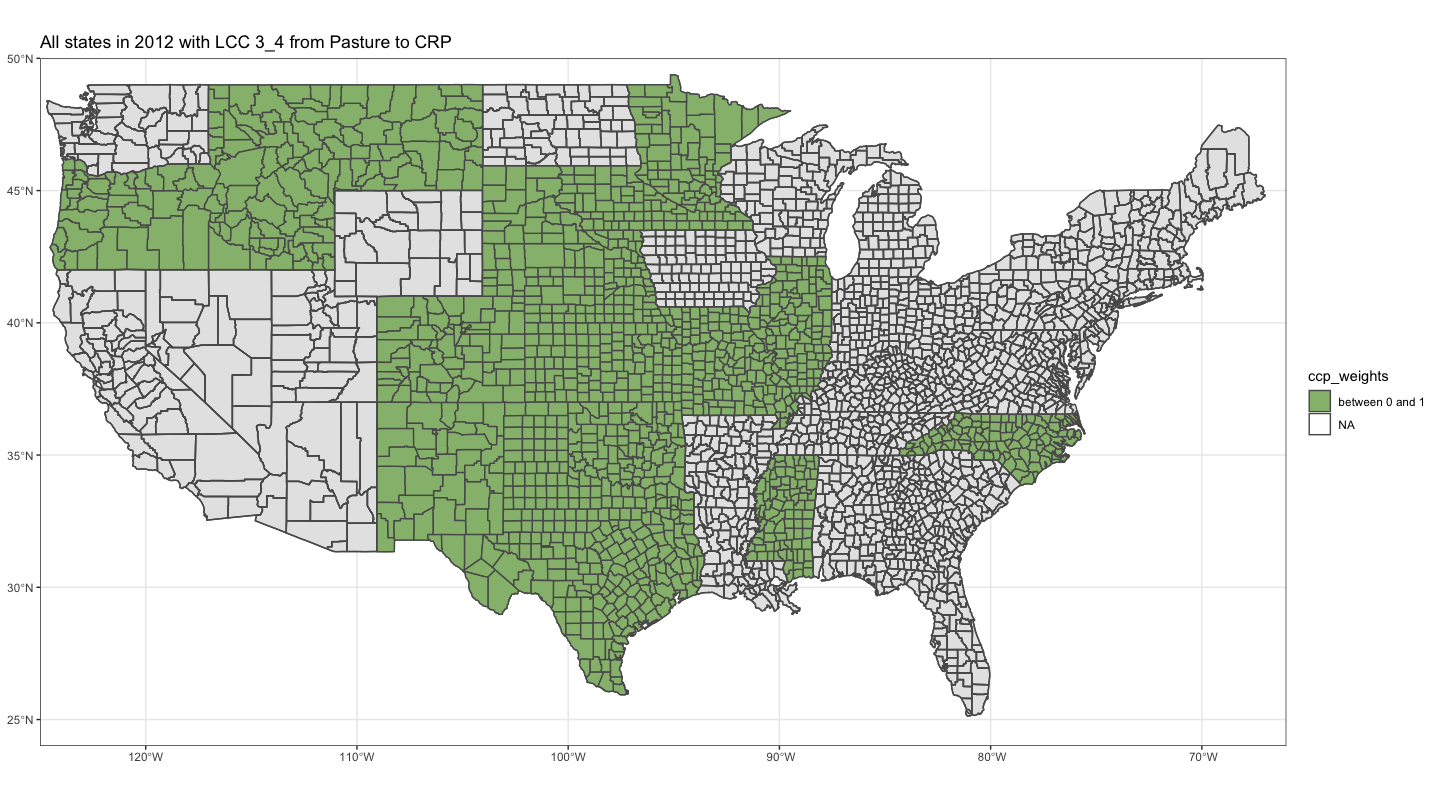 All states in 2012 with LCC 3_4 from Pasture to CRP
50°N
45°N
40°N
35°N
30°N
25°N
120°W
110°W
100°W
90°W
80°W
70°W
ccp_weights
between 0 and 1
NA